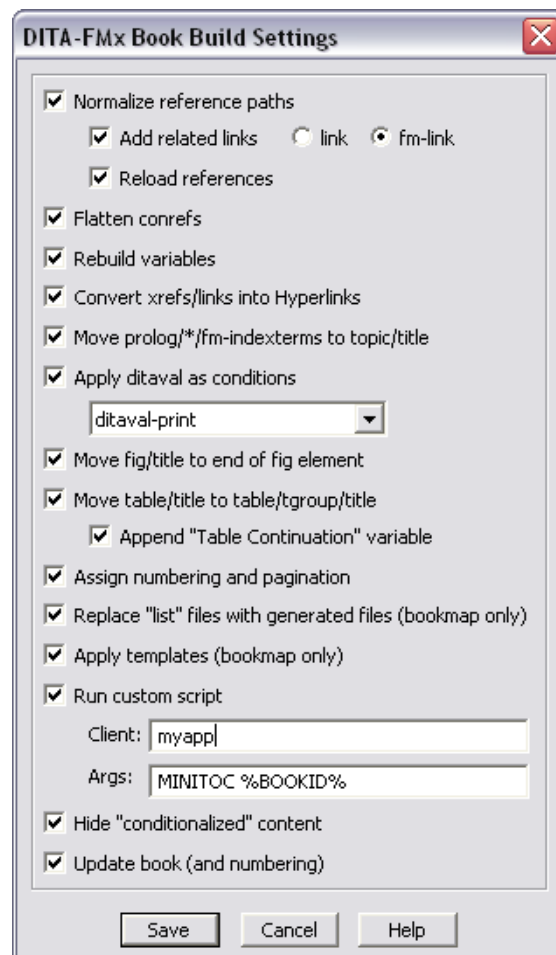 DITA-FMx Book Build Settings
Normalize reference paths
Add related links link fm-link
Reload references
Flatten conrefs
Rebuild variables
Convert xrefs/links into Hyperlinks
Move prolog/*/fm-indexterms to topic/title
Apply ditaval as conditions
ditaval-print
Move fig/title to end of fig element
Move table/title to table/tgroup/title
Append "Table Continuation" variable
Assign numbering and pagination
Replace "list" files with generated files (bookmap only)
Apply templates (bookmap only)
Run custom script
Client: myapp
Args: MINITOC %BOOKID%
Hide "conditionalized" content
Update book (and numbering)
Save Cancel Help